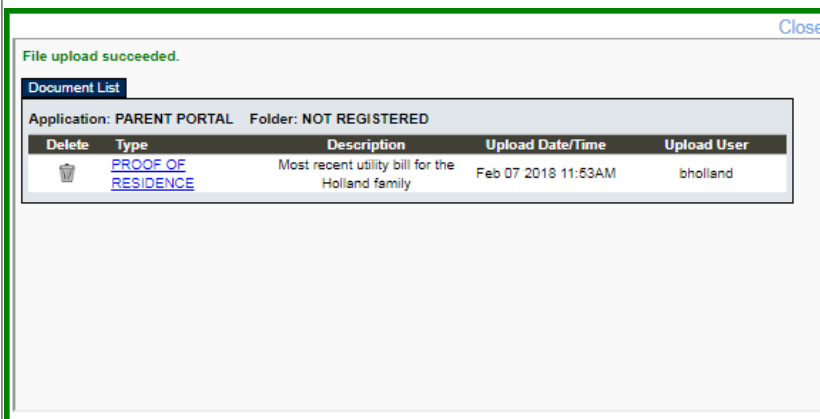 Close
File upload succeeded.
Document List
Application: PARENT PORTAL Folder: NOT REGISTERED
Delete Type Description Upload Date/Time Upload User
PROOF OF RESIDENCE Most recent utility bill for the Holland family Feb 07 2018 11:53AM bholland